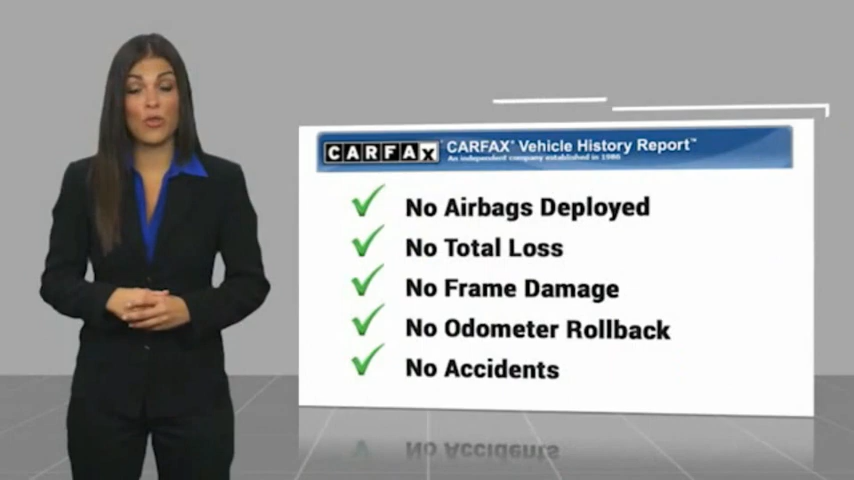 CARFAX® CARFAX® Vehicle History Report™
An independent company established in 1986
No Airbags Deployed
No Total Loss
No Frame Damage
No Odometer Rollback
No Accidents
No Accidents